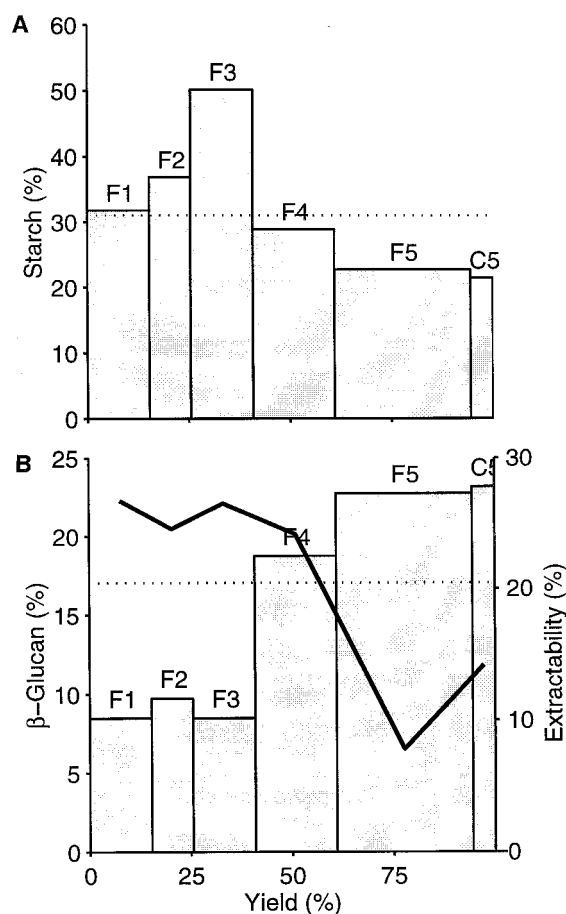 A
60
50
40
30
20
10
0
Starch (%)
F1
F2
F3
F4
F5
C5
B
25
20
15
10
5
0
β–Glucan (%)
F1
F2
F3
F4
F5
C5
30
20
10
0
Extractability (%)
0
25
50
75
Yield (%)